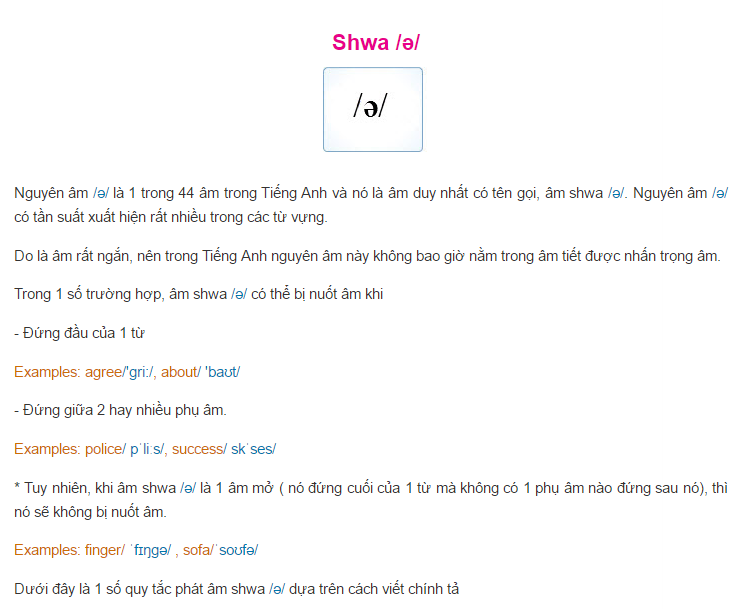 Shwa /ə/
/ə/
Nguyên âm /ə/ là 1 trong 44 âm trong Tiếng Anh và nó là âm duy nhất có tên gọi, âm shwa /ə/. Nguyên âm /ə/
có tần suất xuất hiện rất nhiều trong các từ vựng.
Do là âm rất ngắn, nên trong Tiếng Anh nguyên âm này không bao giờ nằm trong âm tiết được nhấn trọng âm.
Trong 1 số trường hợp, âm shwa /ə/ có thể bị nuốt âm khi
- Đứng đầu của 1 từ
Examples: agree/'gri:/, about/ 'baʊt/
- Đứng giữa 2 hay nhiều phụ âm.
Examples: police/ pˈliːs/, success/ skˈses/
* Tuy nhiên, khi âm shwa /ə/ là 1 âm mở ( nó đứng cuối của 1 từ mà không có 1 phụ âm nào đứng sau nó), thì
nó sẽ không bị nuốt âm.
Examples: finger/ ˈfɪŋgə/ , sofa/ˈsoʊfə/
Dưới đây là 1 số quy tắc phát âm shwa /ə/ dựa trên cách viết chính tả